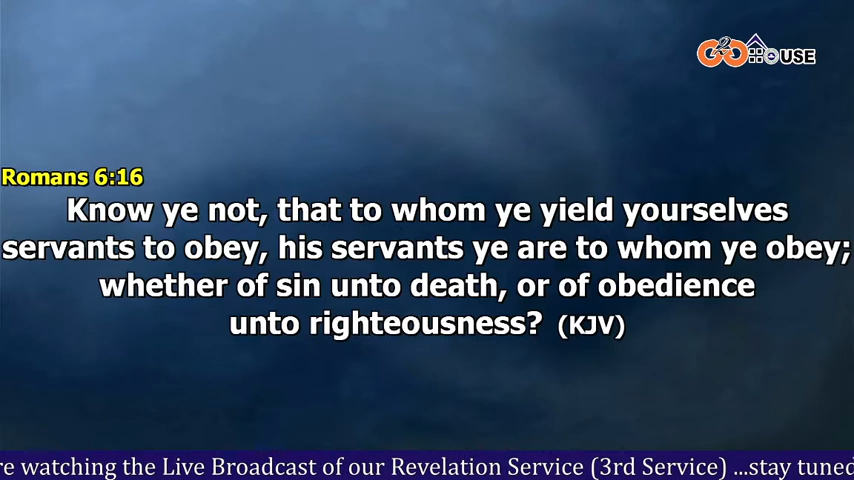 HOUSE
Romans 6:16
Know ye not, that to whom ye yield yourselves
servants to obey, his servants ye are to whom ye obey;
whether of sin unto death, or of obedience
unto righteousness? (KJV)
re watching the Live Broadcast of our Revelation Service (3rd Service) ...stay tuned